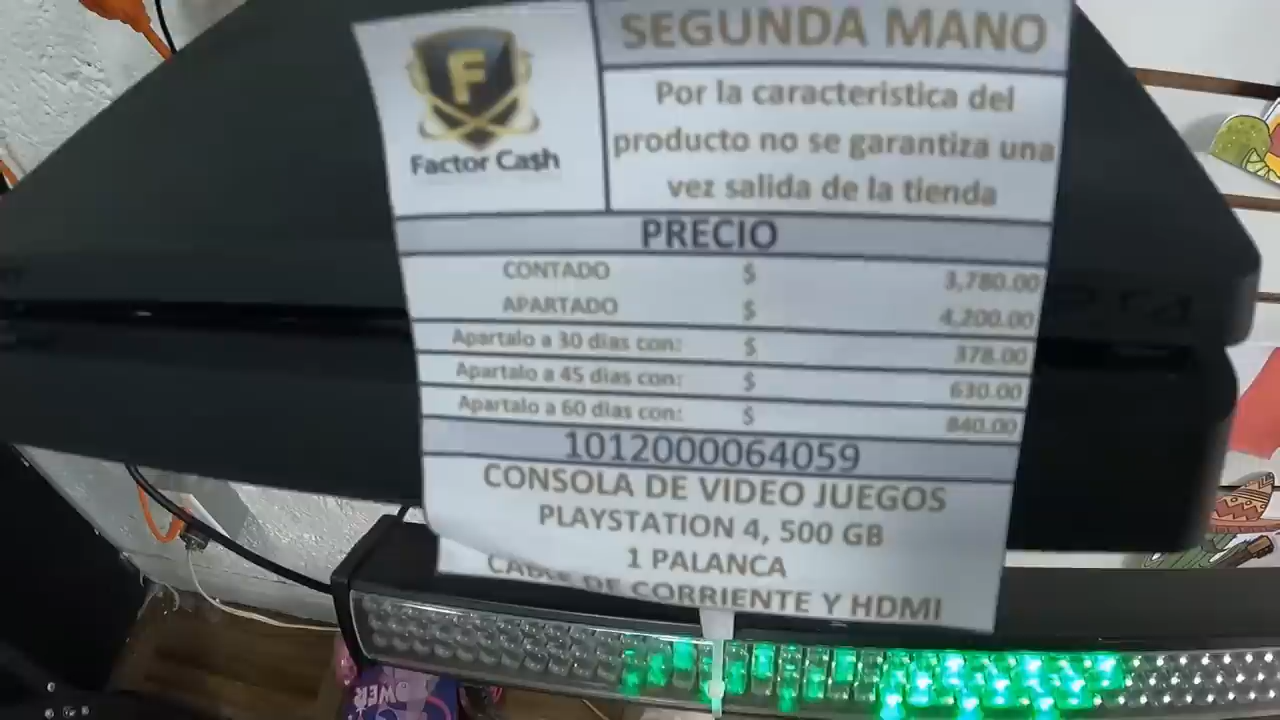 F
Factor Cash
SEGUNDA MANO
Por la caracteristica del
producto no se garantiza una
vez salida de la tienda
PRECIO
CONTADO $ 3,780.00
APARTADO $ 4,200.00
Apartalo a 30 dias con: $ 378.00
Apartalo a 45 dias con: $ 630.00
Apartalo a 60 dias con: $ 840.00
1012000064059
CONSOLA DE VIDEO JUEGOS
PLAYSTATION 4, 500 GB
1 PALANCA
CABLE DE CORRIENTE Y HDMI
POWER